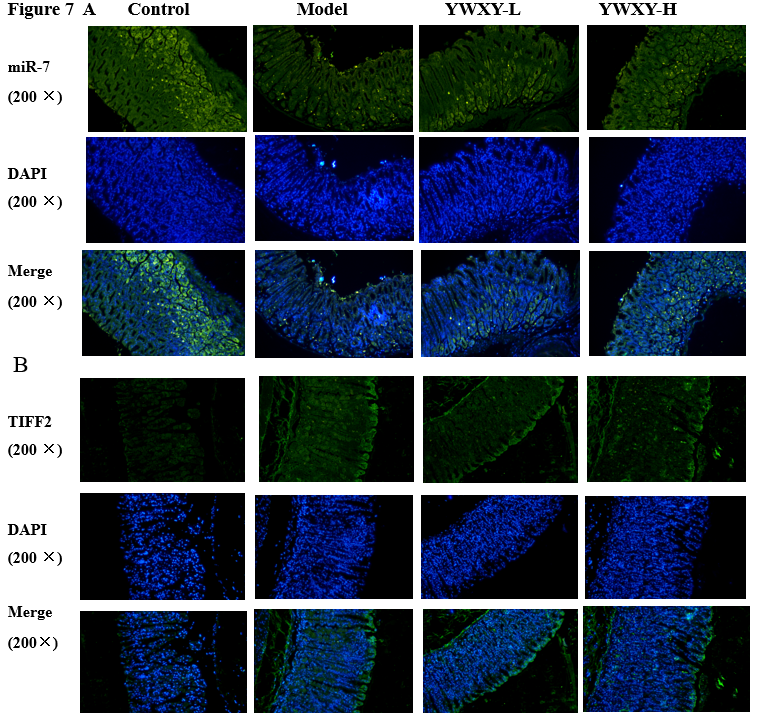 Figure 7 A Control Model YWXY-L YWXY-H
miR-7
(200 ×)
DAPI
(200 ×)
Merge
(200 ×)
B
TIFF2
(200 ×)
DAPI
(200 ×)
Merge
(200×)